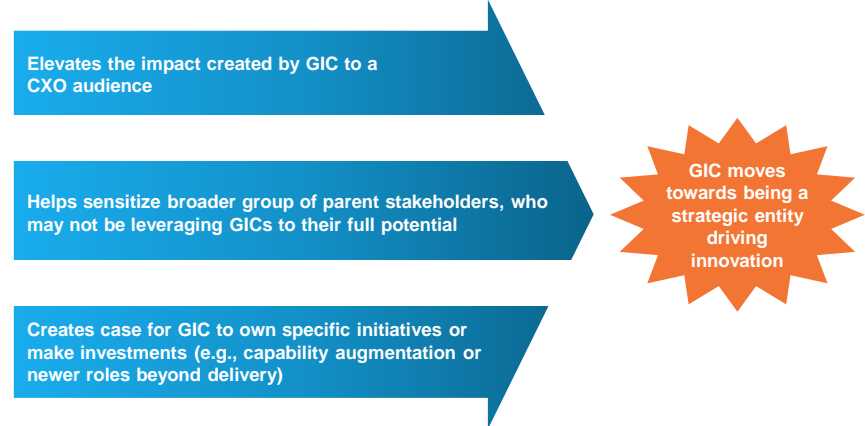 Elevates the impact created by GIC to a
CXO audience
Helps sensitize broader group of parent stakeholders, who
may not be leveraging GICs to their full potential
Creates case for GIC to own specific initiatives or
make investments (e.g., capability augmentation or
newer roles beyond delivery)
GIC moves
towards being a
strategic entity
driving
innovation